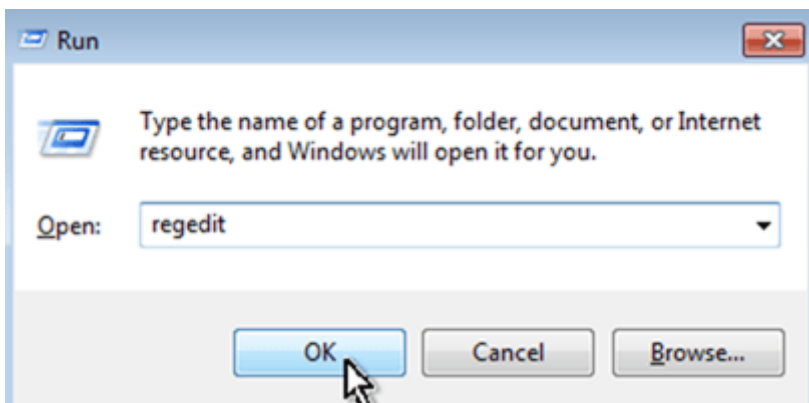 Run
Type the name of a program, folder, document, or Internet
resource, and Windows will open it for you.
Open: regedit
OK Cancel Browse...